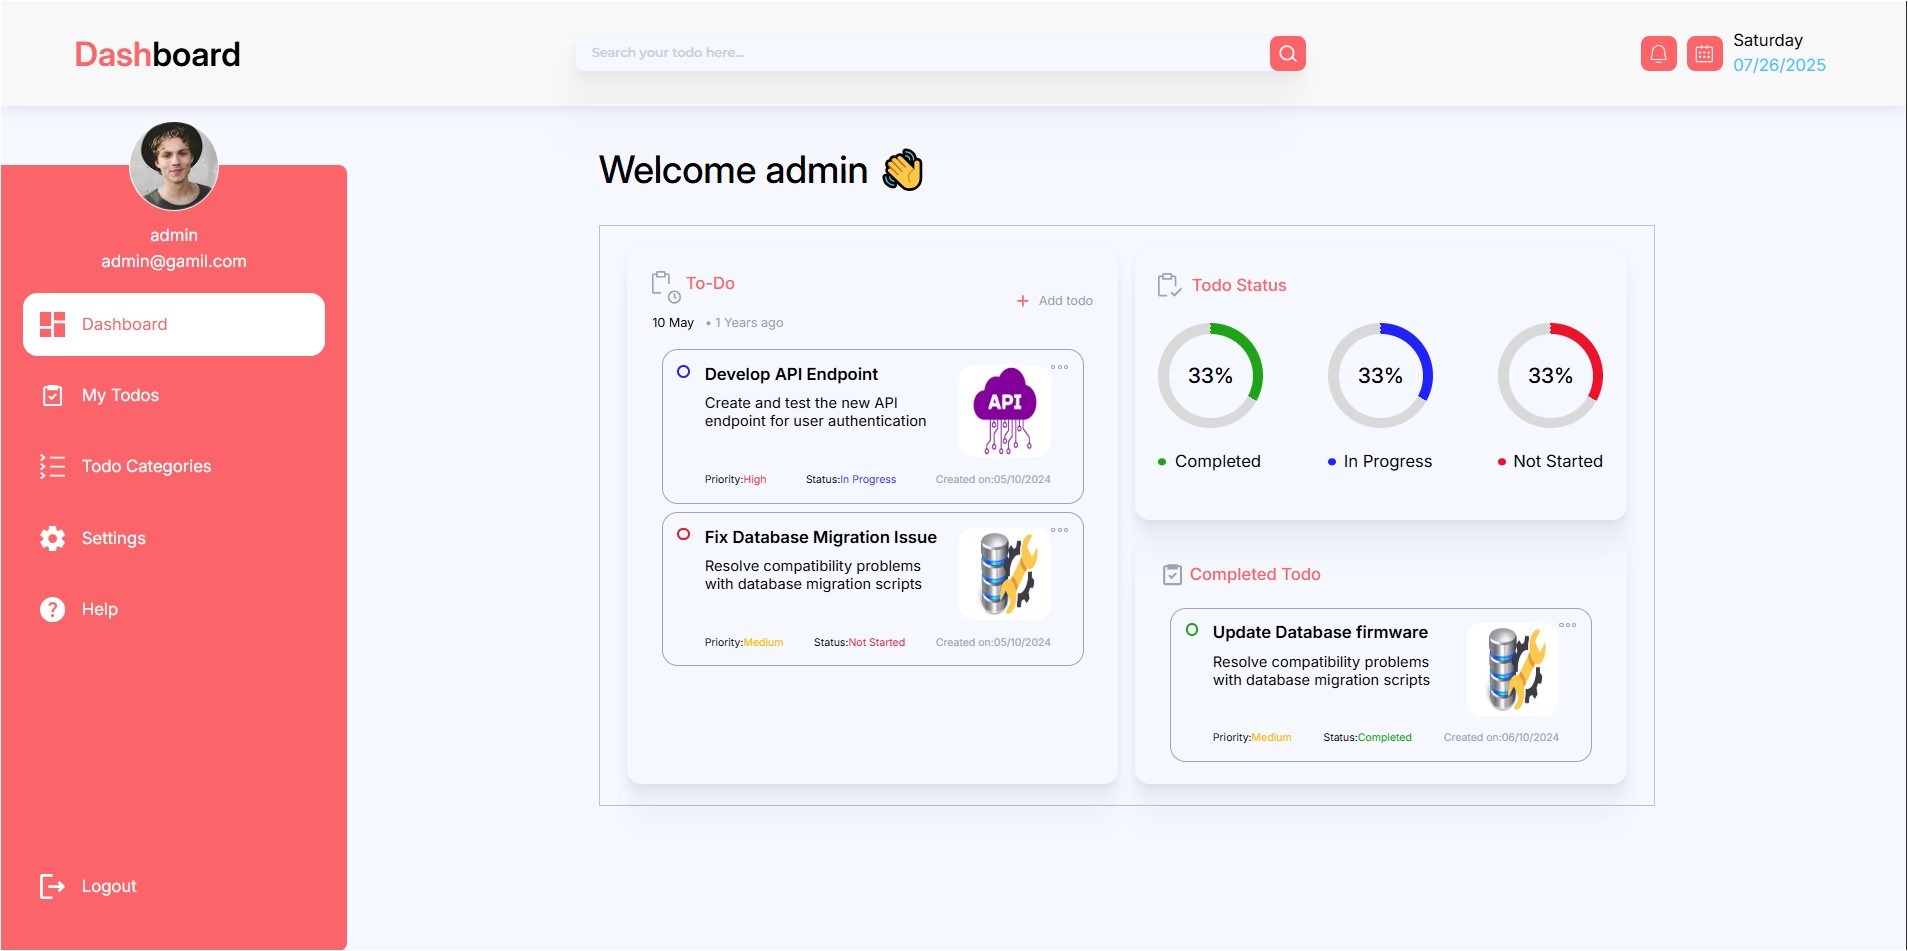 Dashboard
Search your todo here...
Saturday
07/26/2025
admin
admin@gamil.com
Dashboard
My Todos
Todo Categories
Settings
Help
Logout
Welcome admin 👋
To-Do
+ Add todo
10 May • 1 Years ago
Develop API Endpoint
Create and test the new API
endpoint for user authentication
API
Priority:High Status:In Progress Created on:05/10/2024
Fix Database Migration Issue
Resolve compatibility problems
with database migration scripts
Priority:Medium Status:Not Started Created on:05/10/2024
Todo Status
33% 33% 33%
• Completed • In Progress • Not Started
Completed Todo
Update Database firmware
Resolve compatibility problems
with database migration scripts
Priority:Medium Status:Completed Created on:06/10/2024